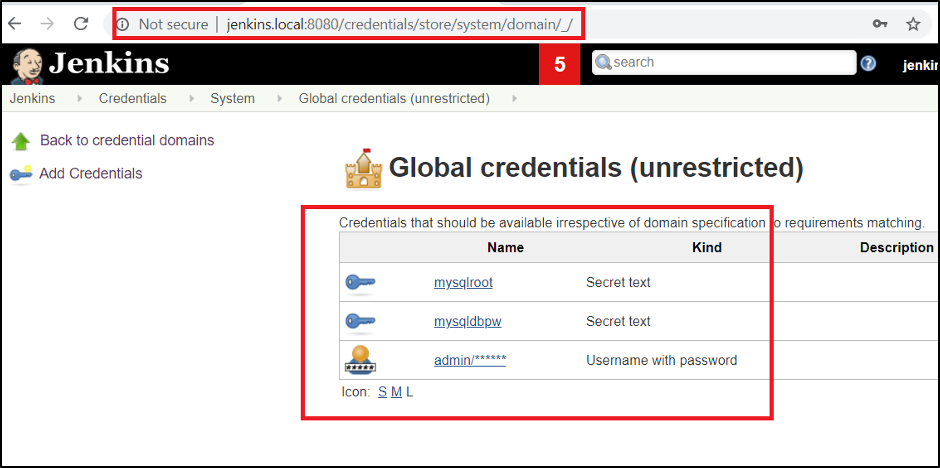 Not secure | jenkins.local:8080/credentials/store/system/domain/_/
Jenkins 5 search ? jenkin
Jenkins Credentials System Global credentials (unrestricted)
Back to credential domains
Add Credentials
Global credentials (unrestricted)
Credentials that should be available irrespective of domain specification to requirements matching.
Name Kind Description
mysqlroot Secret text
mysqldbpw Secret text
admin/****** Username with password
Icon: S M L